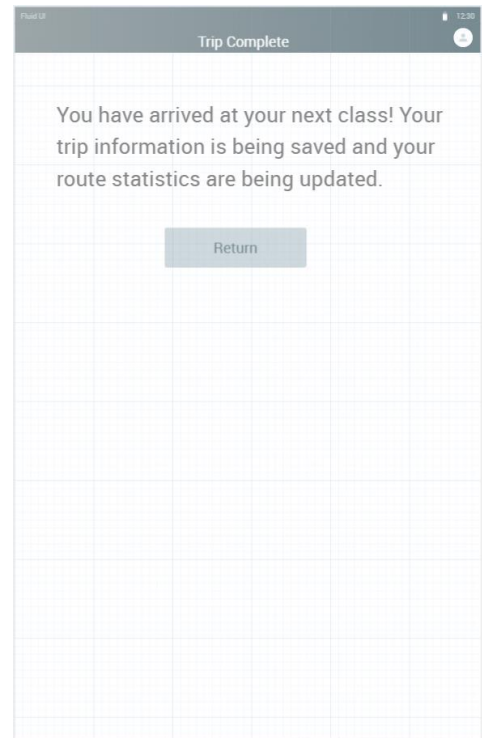 Fluid UI 12:30
Trip Complete
You have arrived at your next class! Your
trip information is being saved and your
route statistics are being updated.
Return